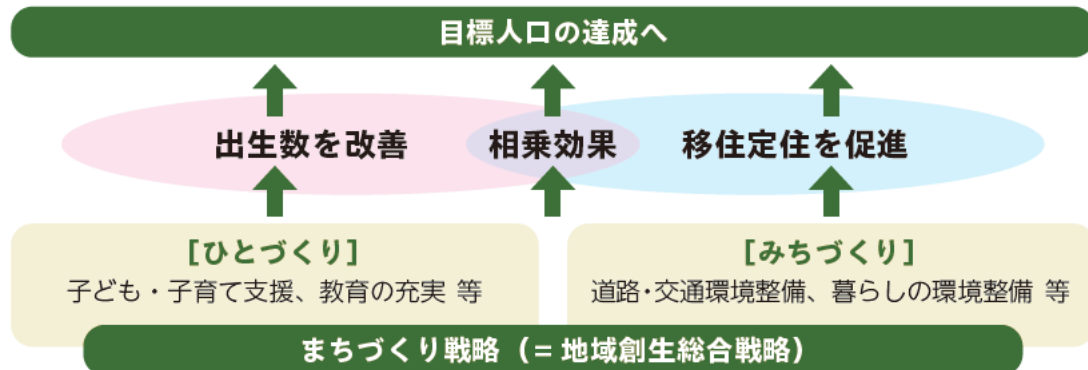 目標人口の達成へ
出生数を改善 相乗効果 移住定住を促進
[ひとづくり]
子ども・子育て支援、教育の充実 等
[みちづくり]
道路・交通環境整備、暮らしの環境整備 等
まちづくり戦略（＝地域創生総合戦略）